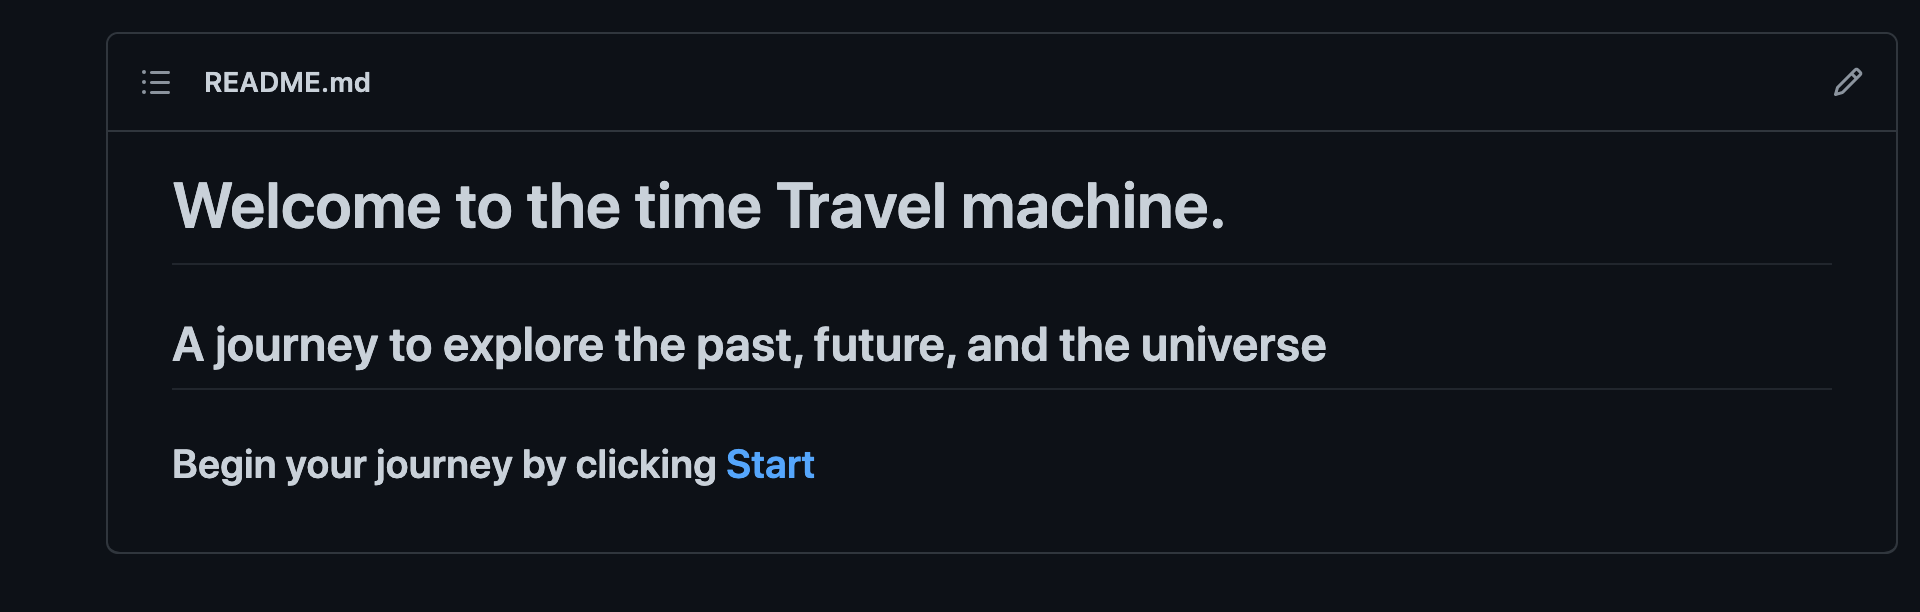 README.md
Welcome to the time Travel machine.
A journey to explore the past, future, and the universe
Begin your journey by clicking Start